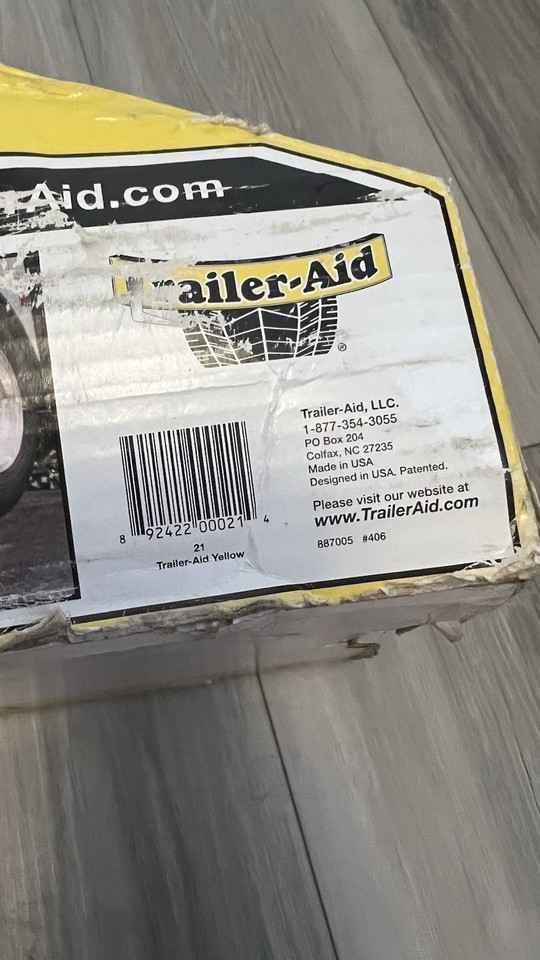 Aid.com
Trailer-Aid
®
Trailer-Aid, LLC.
1-877-354-3055
PO Box 204
Colfax, NC 27235
Made in USA
Designed in USA. Patented.
Please visit our website at
www.TrailerAid.com
887005 #406
8 92422 00021 4
21
Trailer-Aid Yellow